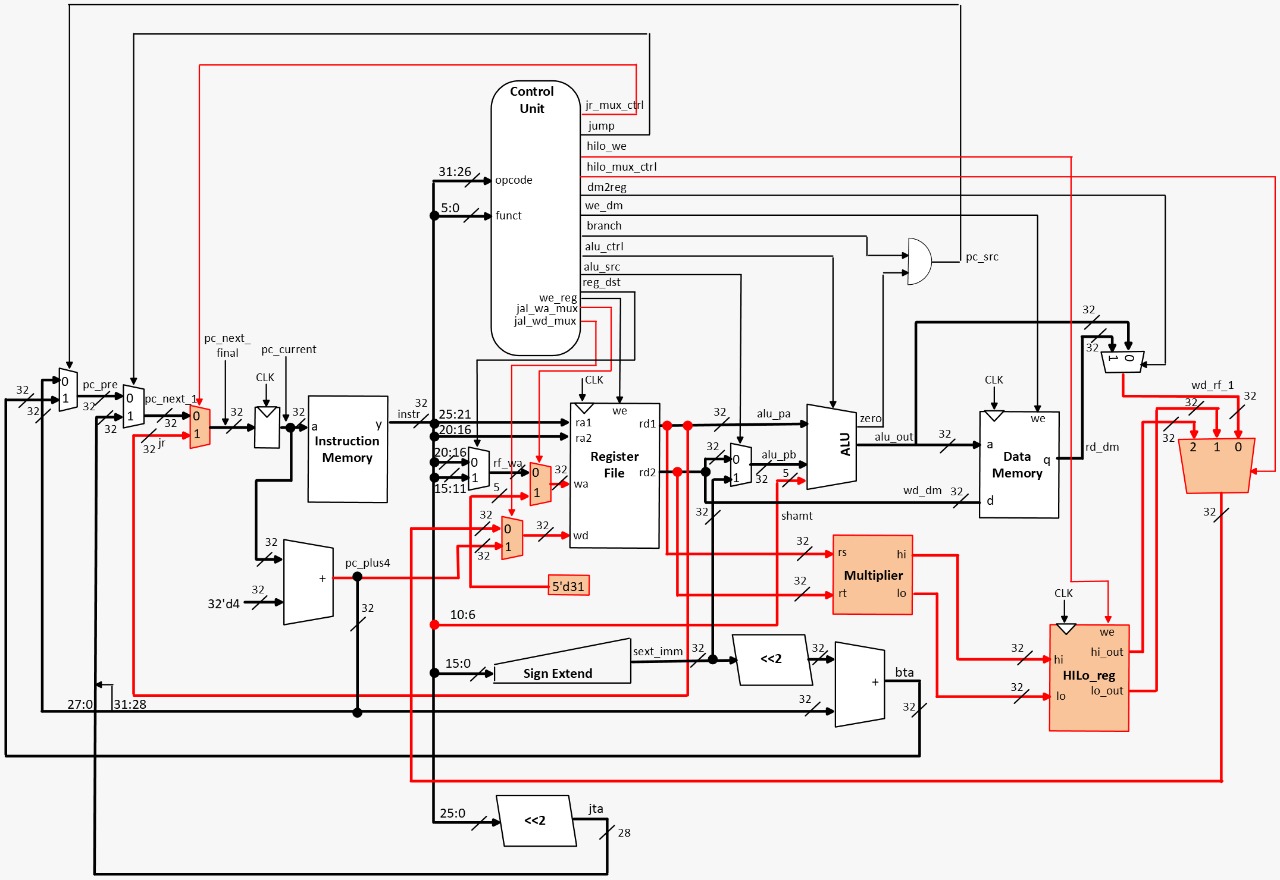 Control
Unit
jr_mux_ctrl
jump
hilo_we
hilo_mux_ctrl
dm2reg
we_dm
branch
alu_ctrl
alu_src
reg_dst
we_reg
jal_wa_mux
jal_wd_mux
31:26
opcode
5:0
funct
pc_src
pc_next_
final
pc_current
CLK
CLK
CLK
32
32
0
1
32
32
pc_pre
32
0
1
32
pc_next_1
32
0
1
32
jr
32
32
a
y
Instruction
Memory
32
instr
25:21
20:16
20:16
15:11
0
1
rf_wa
5
0
1
32
32
0
1
32
32
we
ra1
ra2
wa
wd
rd1
rd2
Register
File
32
alu_pa
0
1
32
alu_pb
32
32
5
shamt
ALU
zero
alu_out
32
wd_dm
32
we
a
q
d
Data
Memory
rd_dm
32
32
1
0
wd_rf_1
32
32
32
2
1
0
32
32
32'd4
32
+
pc_plus4
32
5'd31
10:6
32
32
rs
rt
hi
lo
Multiplier
CLK
we
hi
lo
hi_out
lo_out
HILo_reg
32
32
15:0
Sign Extend
sext_imm
32
<<2
32
32
+
bta
32
27:0
31:28
25:0
<<2
jta
28